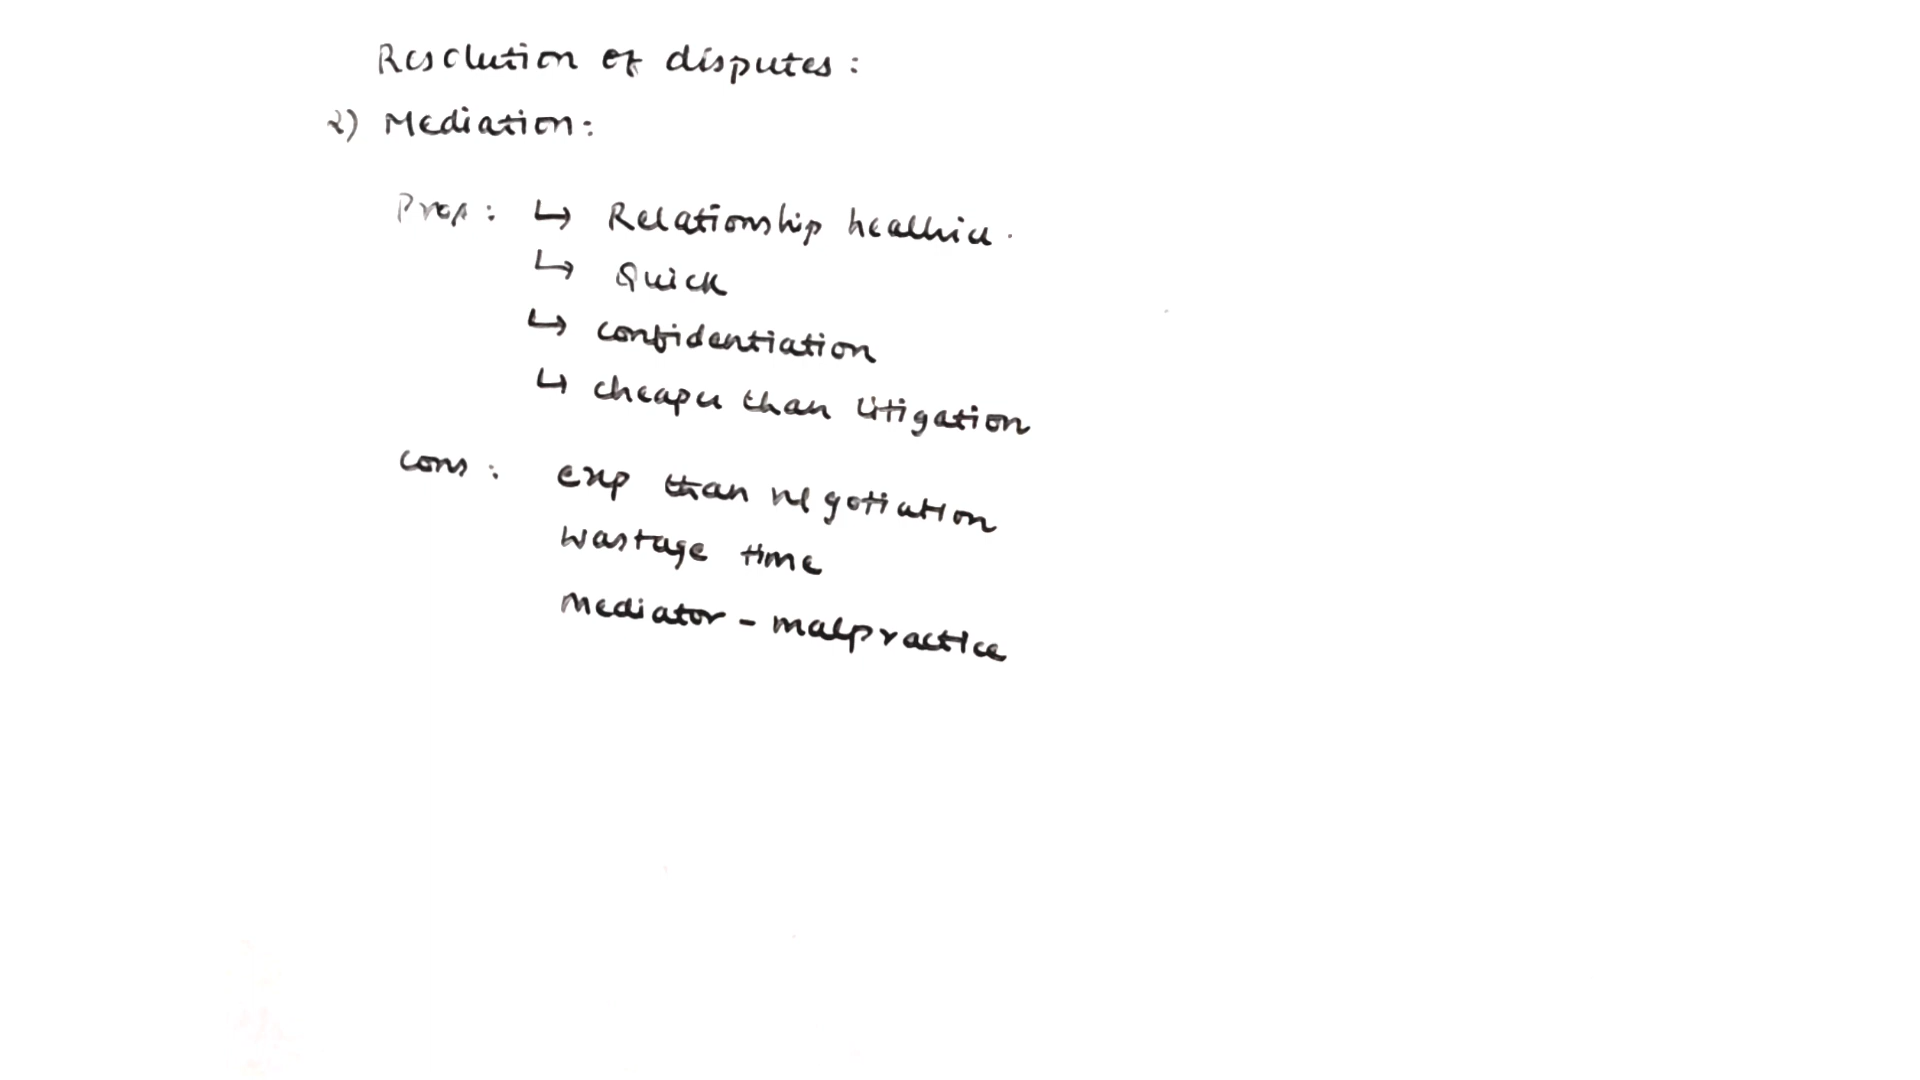 Resolution of disputes:
2) Mediation:
Pros: ↳ Relationship healthier.
↳ Quick
↳ confidentiation
↳ cheaper than litigation
cons: exp than negotiation
wastage time
Mediator - malpractice